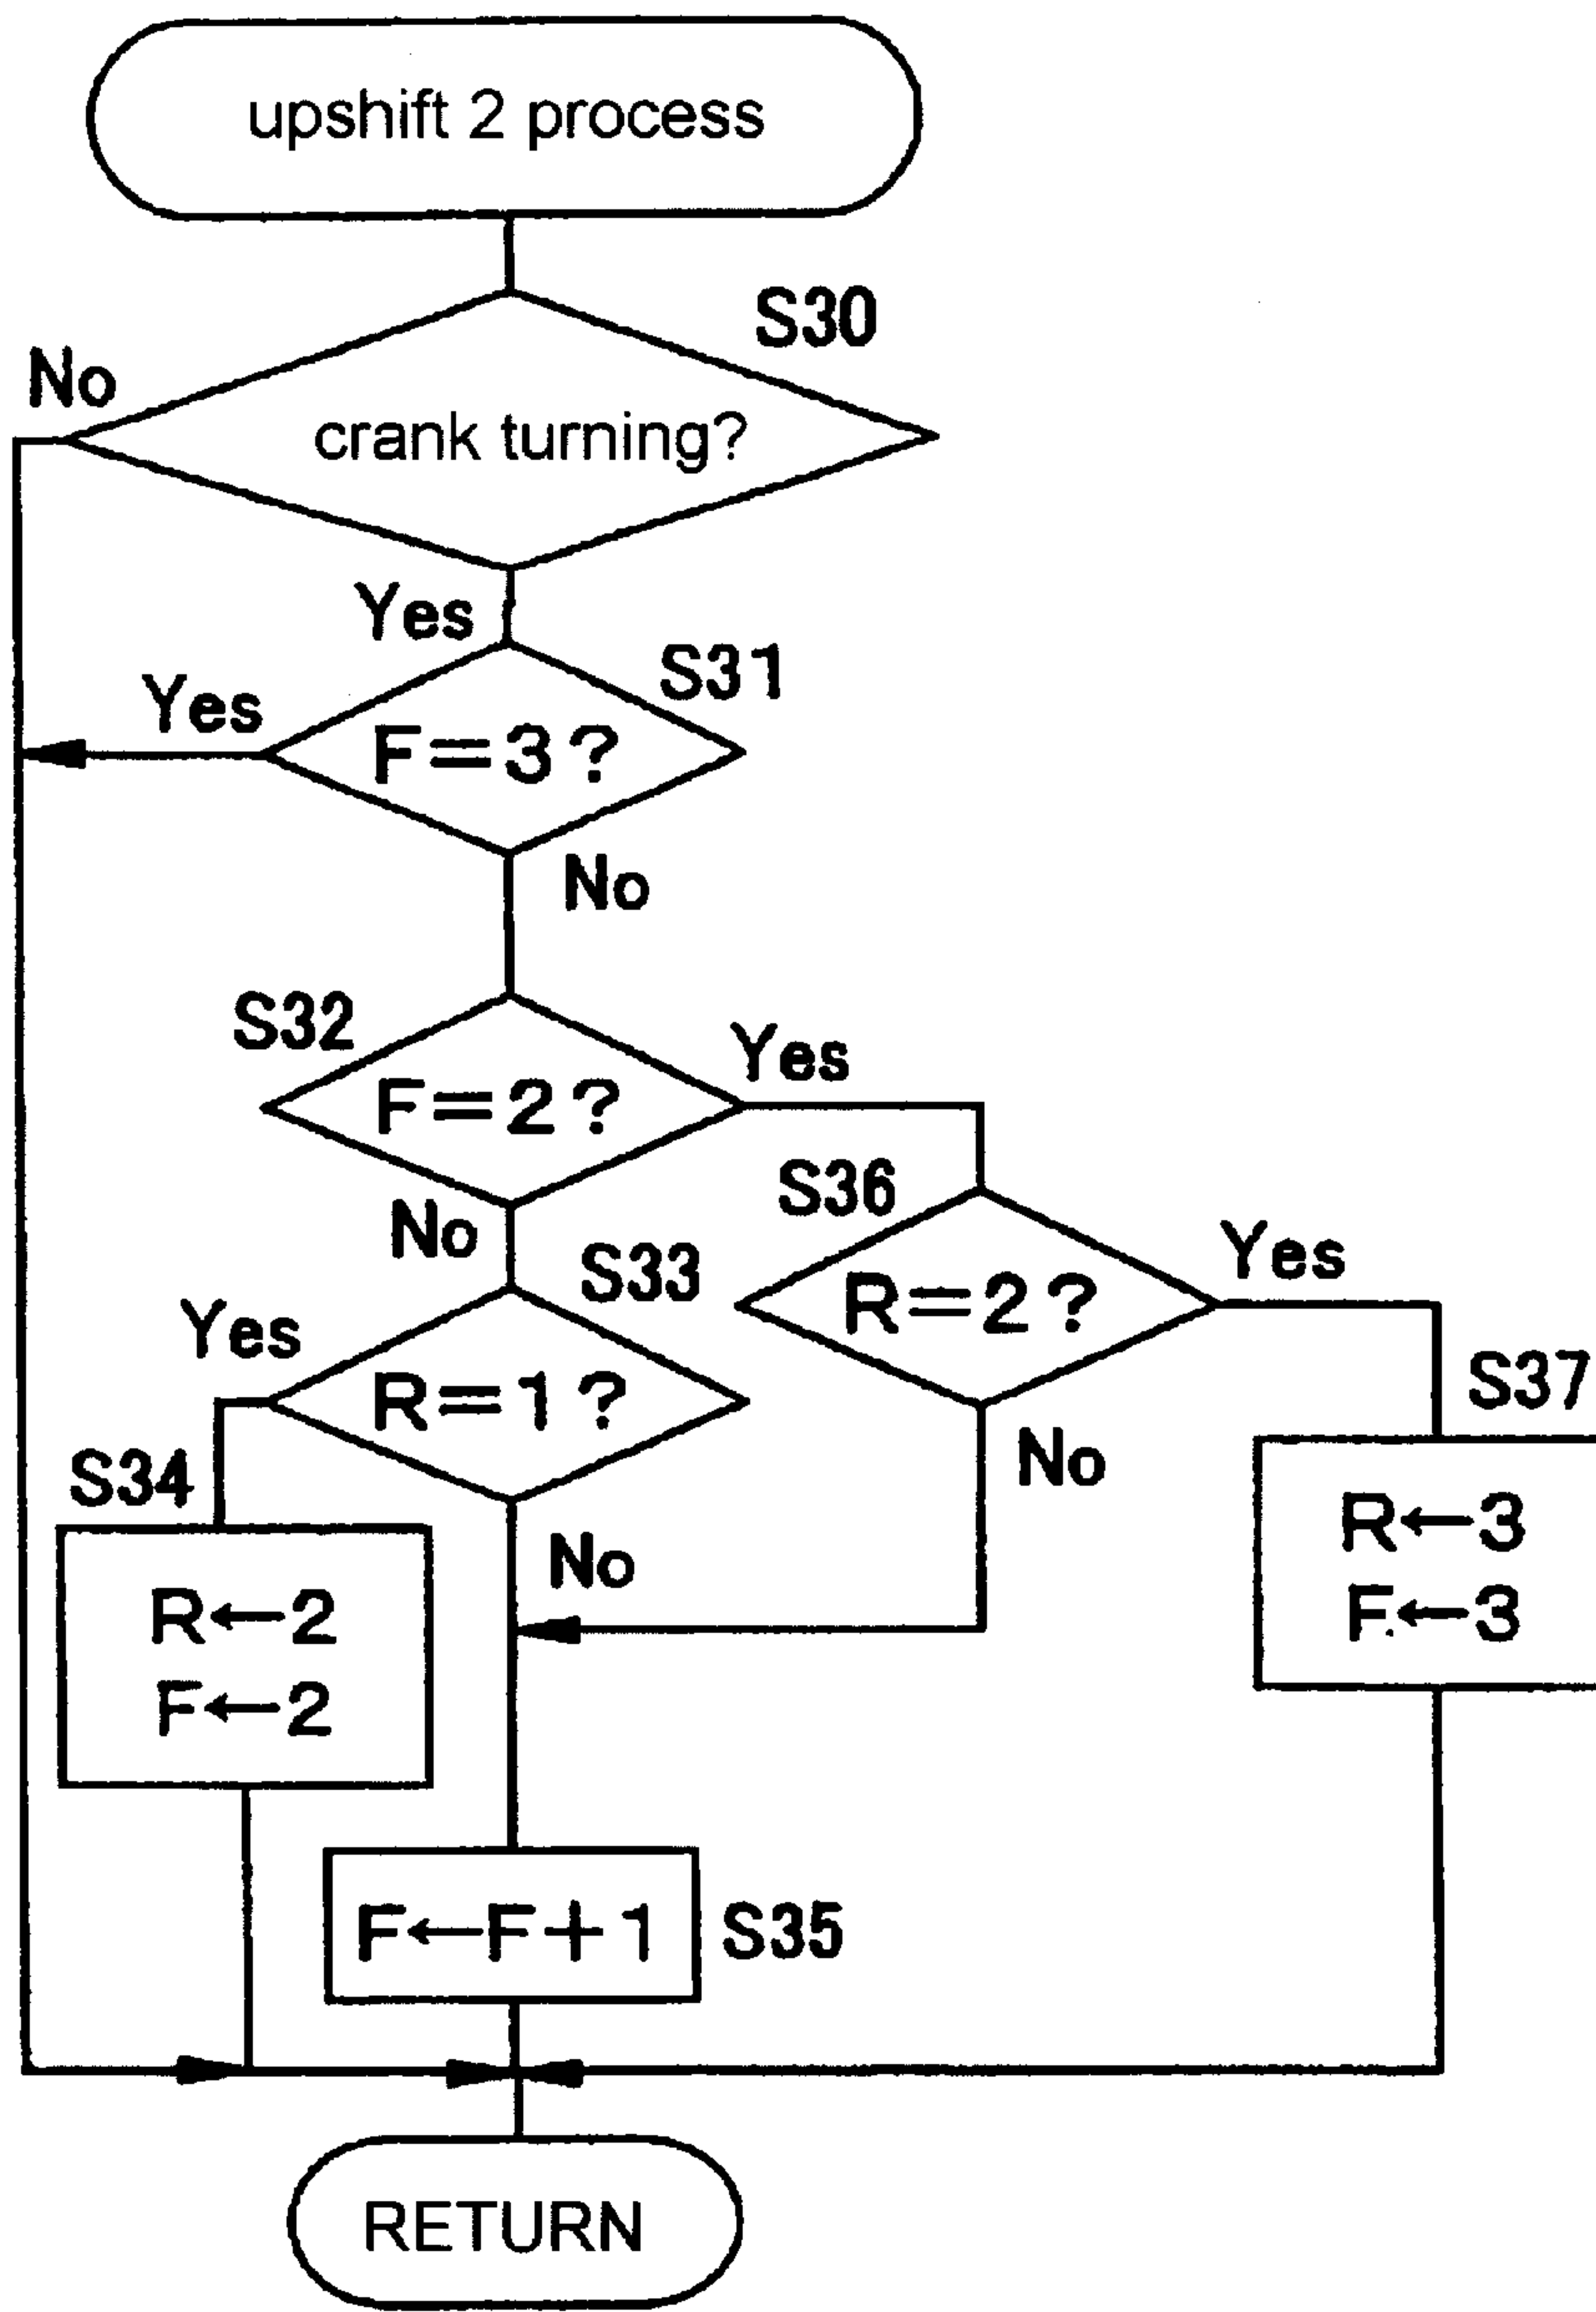 upshift 2 process
S30
No
crank turning?
Yes
S31
Yes
F=3?
No
S32
Yes
F=2?
S36
No
S33
Yes
Yes
R=2?
R=1?
S37
No
S34
R←3
No
R←2
F←3
F←2
F←F+1
S35
RETURN